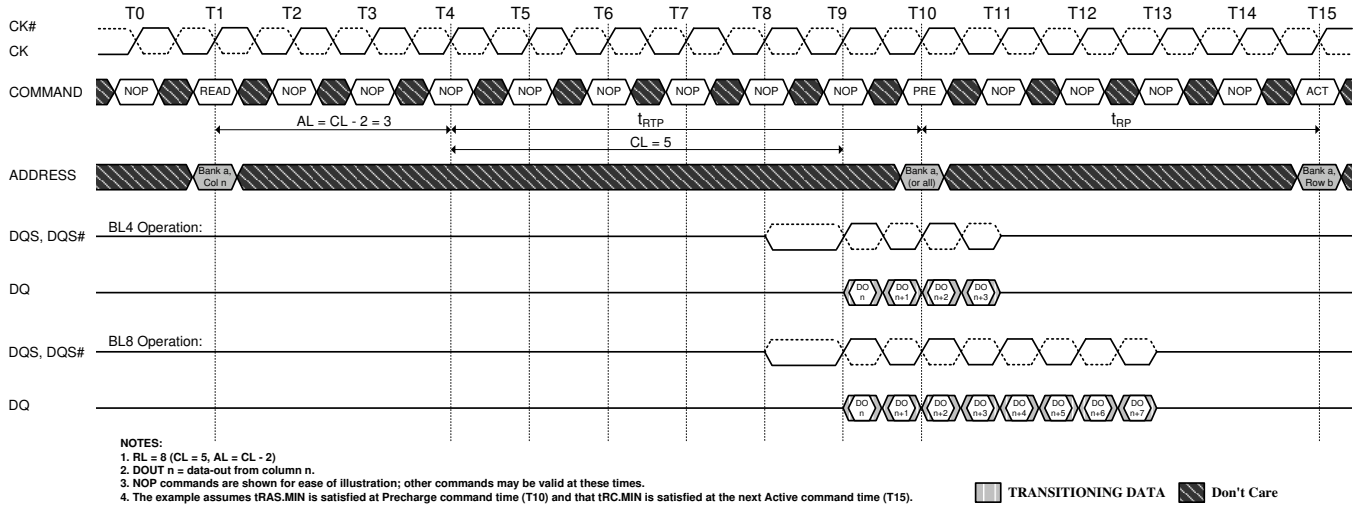 T0 T1 T2 T3 T4 T5 T6 T7 T8 T9 T10 T11 T12 T13 T14 T15
CK#
CK
COMMAND NOP READ NOP NOP NOP NOP NOP NOP NOP NOP PRE NOP NOP NOP NOP ACT
AL = CL - 2 = 3 tRTP tRP
CL = 5
ADDRESS
Bank a, Col n
Bank a, (or all)
Bank a, Row b
BL4 Operation:
DQS, DQS#
DQ DO n DO n+1 DO n+2 DO n+3
BL8 Operation:
DQS, DQS#
DQ DO n DO n+1 DO n+2 DO n+3 DO n+4 DO n+5 DO n+6 DO n+7
NOTES:
1. RL = 8 (CL = 5, AL = CL - 2)
2. DOUT n = data-out from column n.
3. NOP commands are shown for ease of illustration; other commands may be valid at these times.
4. The example assumes tRAS.MIN is satisfied at Precharge command time (T10) and that tRC.MIN is satisfied at the next Active command time (T15).
TRANSITIONING DATA Don't Care